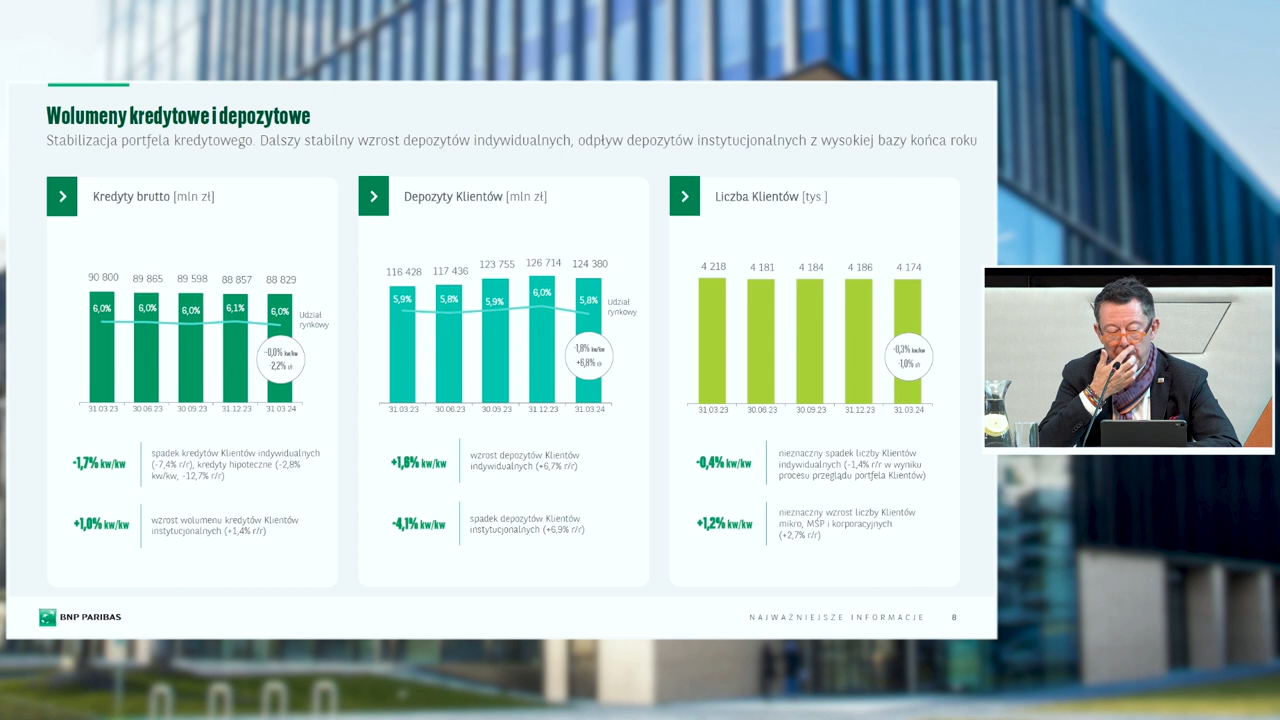 Wolumeny kredytowe i depozytowe
Stabilizacja portfela kredytowego. Dalszy stabilny wzrost depozytów indywidualnych, odpływ depozytów instytucjonalnych z wysokiej bazy końca roku
Kredyty brutto [mln zł]
90 800 89 865 89 598 88 857 88 829
6,0% 6,0% 6,0% 6,1% 6,0%
Udział
rynkowy
-0,0% kw/kw
-2,2% r/r
31.03.23 30.06.23 30.09.23 31.12.23 31.03.24
-1,7% kw/kw
spadek kredytów Klientów indywidualnych
(-7,4% r/r), kredyty hipoteczne (-2,8%
kw/kw, -12,7% r/r)
+1,0% kw/kw
wzrost wolumenu kredytów Klientów
instytucjonalnych (+1,4% r/r)
Depozyty Klientów [mln zł]
116 428 117 436 123 755 126 714 124 380
5,9% 5,8% 5,9% 6,0% 5,8%
Udział
rynkowy
-1,8% kw/kw
+6,8% r/r
31.03.23 30.06.23 30.09.23 31.12.23 31.03.24
+1,6% kw/kw
wzrost depozytów Klientów
indywidualnych (+6,7% r/r)
-4,1% kw/kw
spadek depozytów Klientów
instytucjonalnych (+6,9% r/r)
Liczba Klientów [tys.]
4 218 4 181 4 184 4 186 4 174
-0,3% kw/kw
-1,0% r/r
31.03.23 30.06.23 30.09.23 31.12.23 31.03.24
-0,4% kw/kw
nieznaczny spadek liczby Klientów
indywidualnych (-1,4% r/r w wyniku
procesu przeglądu portfela Klientów)
+1,2% kw/kw
nieznaczny wzrost liczby Klientów
mikro, MŚP i korporacyjnych
(+2,7% r/r)
BNP PARIBAS
NAJWAŻNIEJSZE INFORMACJE 8